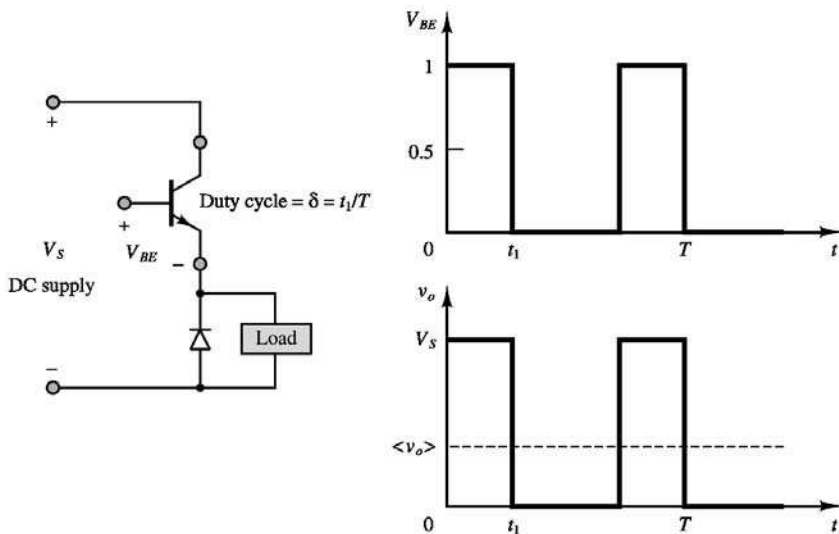 +
Duty cycle = δ = t₁/T
+
V_S
V_BE
−
DC supply
Load
−
V_BE
1
0.5
0
t₁
T
t
v_o
V_S
<v_o>
0
t₁
T
t